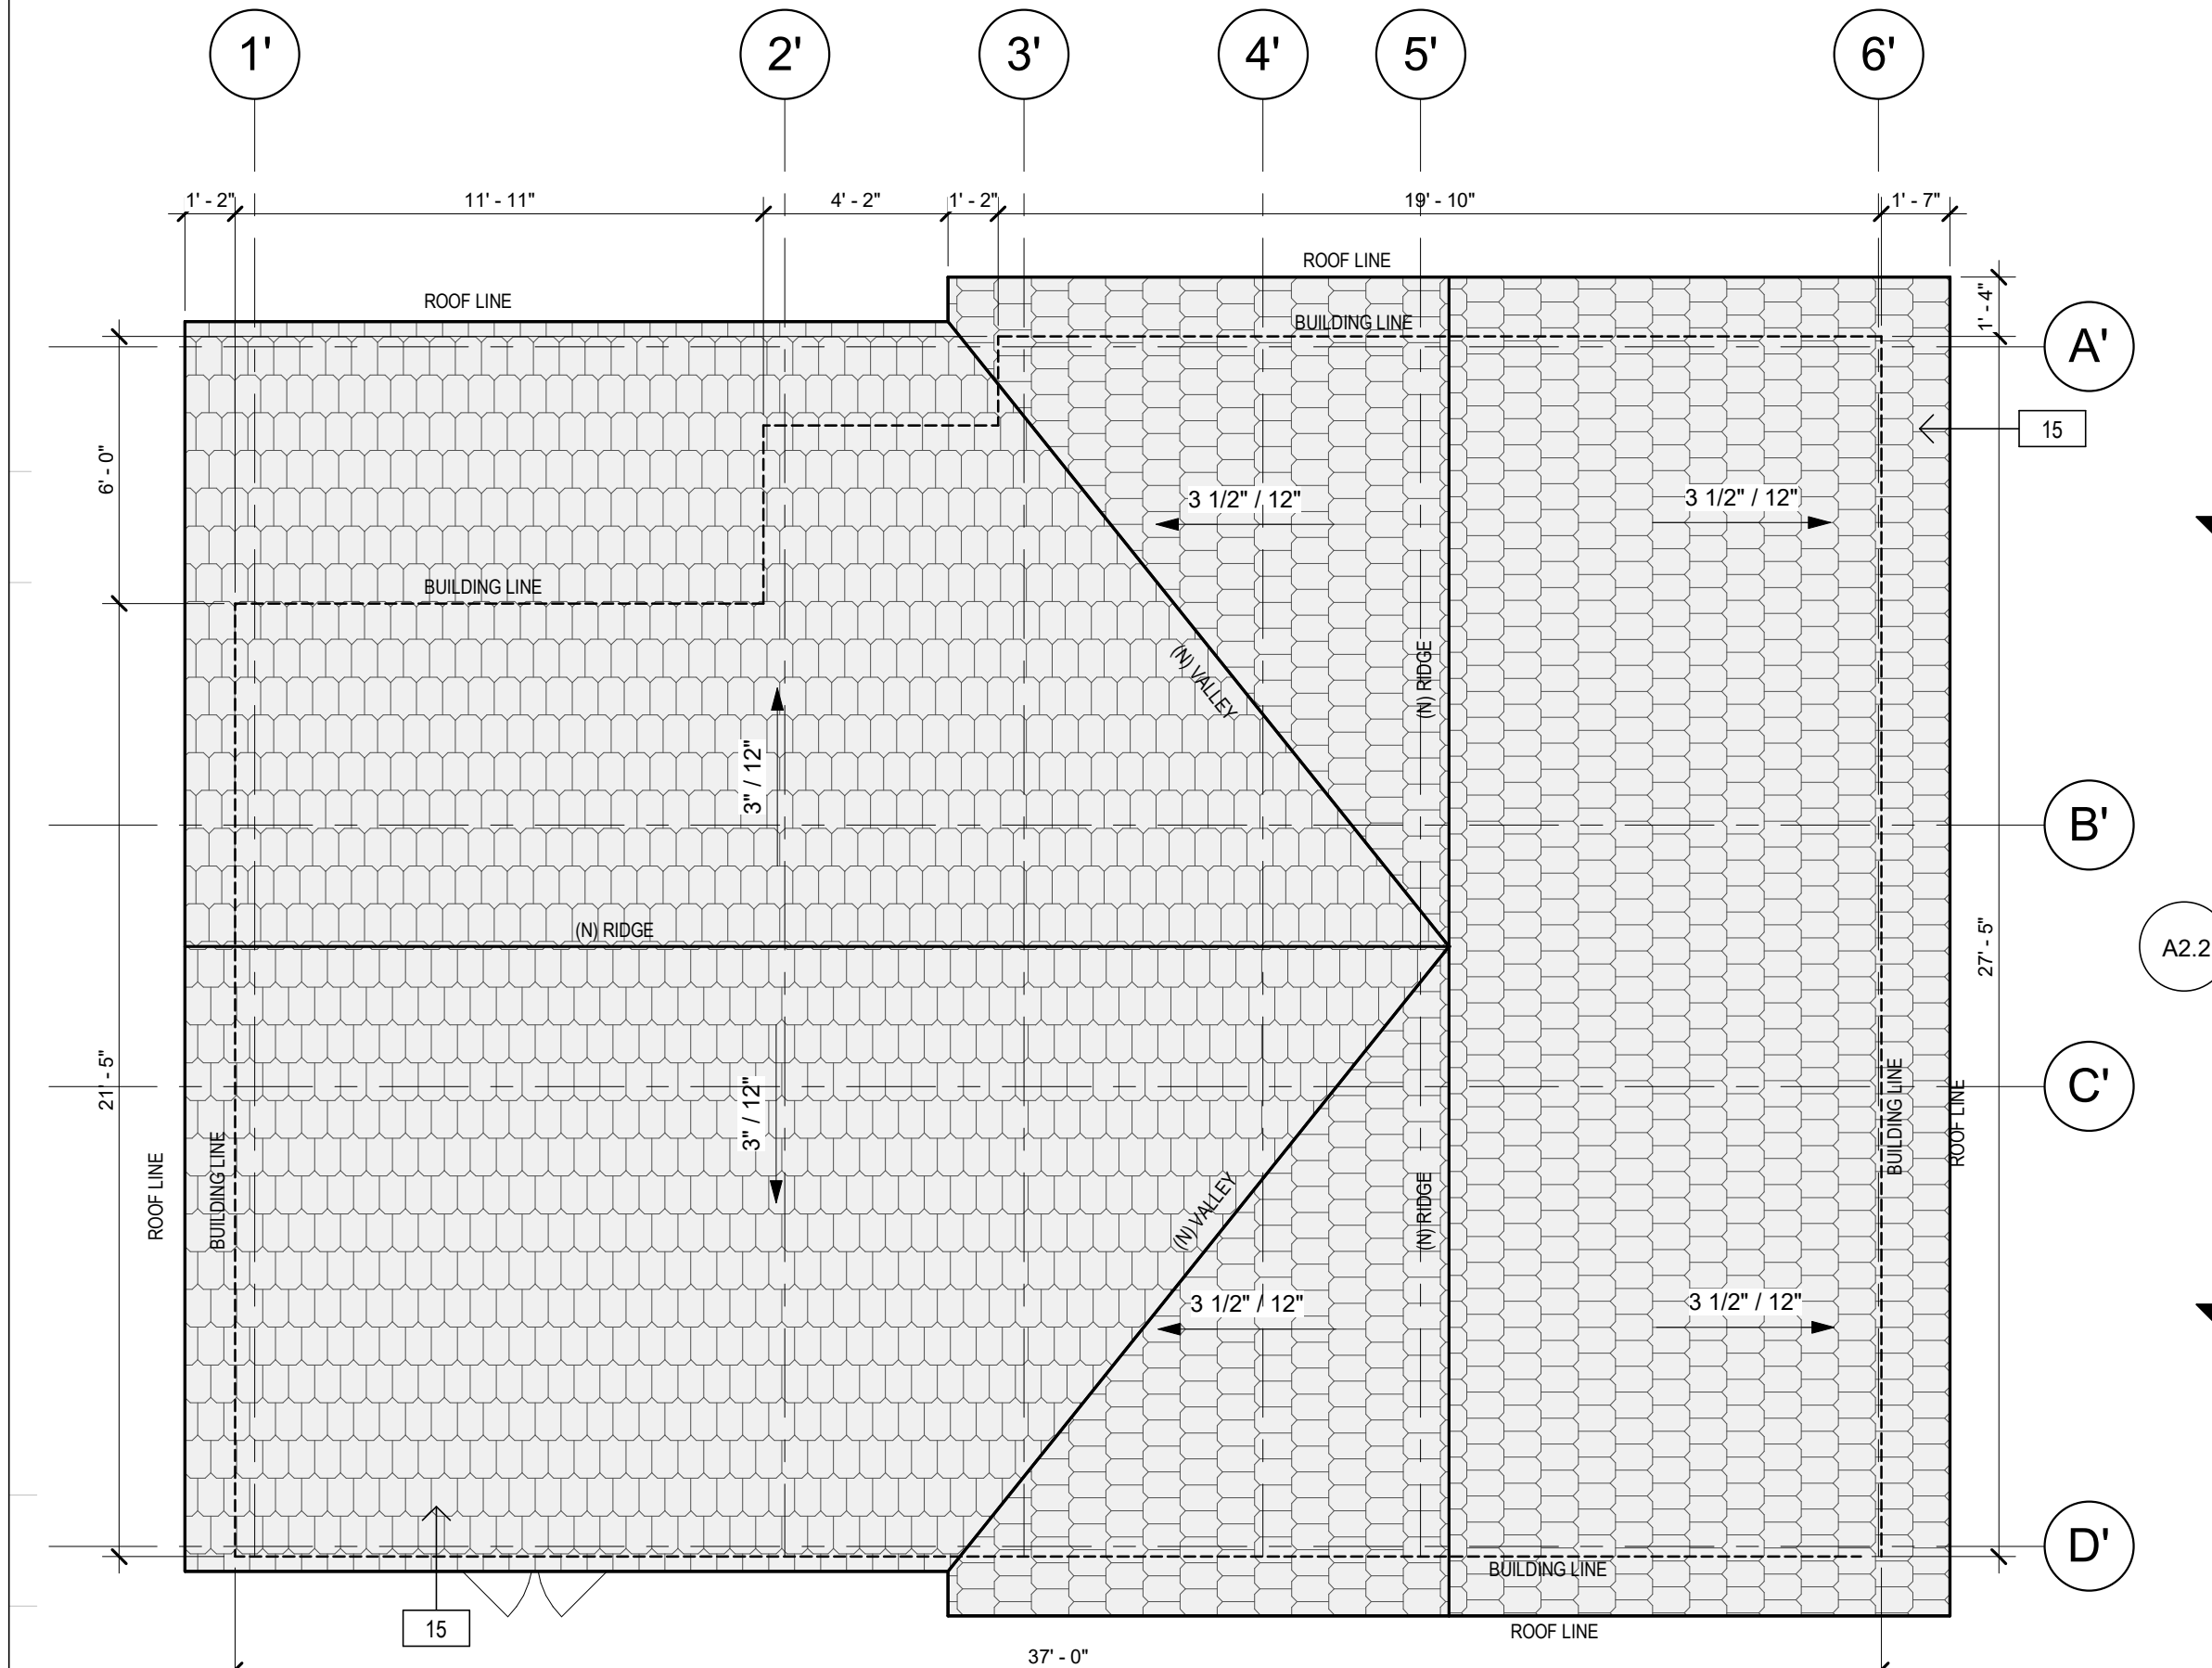 1'
2'
3'
4'
5'
6'
1' - 2"
11' - 11"
4' - 2"
1' - 2"
19' - 10"
1' - 7"
ROOF LINE
ROOF LINE
1' - 4"
BUILDING LINE
A'
15
6' - 0"
3 1/2" / 12"
3 1/2" / 12"
BUILDING LINE
(N) VALLEY
(N) RIDGE
3" / 12"
B'
(N) RIDGE
27' - 5"
A2.2
21' - 5"
3" / 12"
C'
ROOF LINE
BUILDING LINE
(N) VALLEY
(N) RIDGE
BUILDING LINE
ROOF LINE
3 1/2" / 12"
3 1/2" / 12"
D'
BUILDING LINE
15
ROOF LINE
37' - 0"